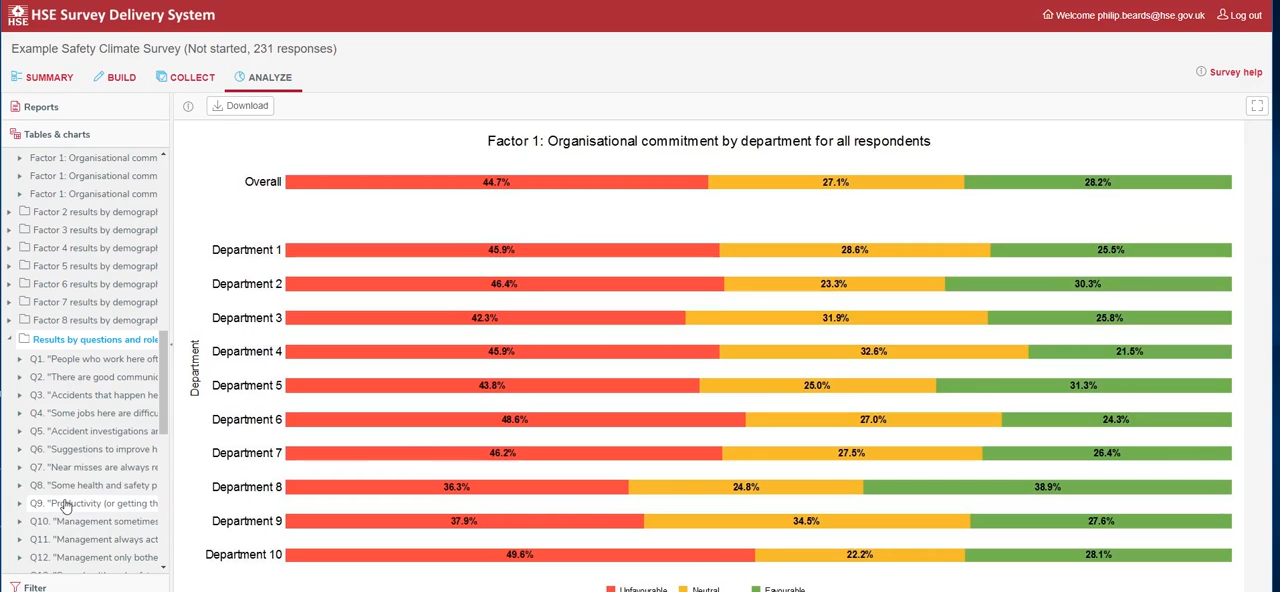 HSE HSE Survey Delivery System
Welcome philip.beards@hse.gov.uk Log out
Example Safety Climate Survey (Not started, 231 responses)
SUMMARY BUILD COLLECT ANALYZE
Survey help
Reports
Download
Tables & charts
Factor 1: Organisational comm
Factor 1: Organisational comm
Factor 1: Organisational comm
Factor 2 results by demograph
Factor 3 results by demograph
Factor 4 results by demograph
Factor 5 results by demograph
Factor 6 results by demograph
Factor 7 results by demograph
Factor 8 results by demograph
Results by questions and role
Q1. "People who work here oft
Q2. "There are good communic
Q3. "Accidents that happen he
Q4. "Some jobs here are difficu
Q5. "Accident investigations ar
Q6. "Suggestions to improve h
Q7. "Near misses are always re
Q8. "Some health and safety p
Q9. "Productivity (or getting th
Q10. "Management sometimes
Q11. "Management always act
Q12. "Management only bothe
Filter
Factor 1: Organisational commitment by department for all respondents
Overall 44.7% 27.1% 28.2%
Department
Department 1 45.9% 28.6% 25.5%
Department 2 46.4% 23.3% 30.3%
Department 3 42.3% 31.9% 25.8%
Department 4 45.9% 32.6% 21.5%
Department 5 43.8% 25.0% 31.3%
Department 6 48.6% 27.0% 24.3%
Department 7 46.2% 27.5% 26.4%
Department 8 36.3% 24.8% 38.9%
Department 9 37.9% 34.5% 27.6%
Department 10 49.6% 22.2% 28.1%
Unfavourable Neutral Favourable